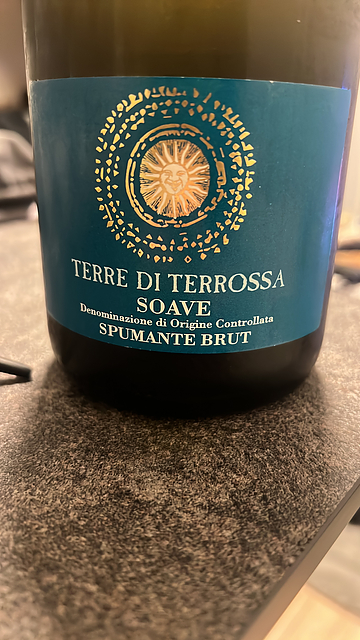 TERRE DI TERROSSA
SOAVE
Denominazione di Origine Controllata
SPUMANTE BRUT